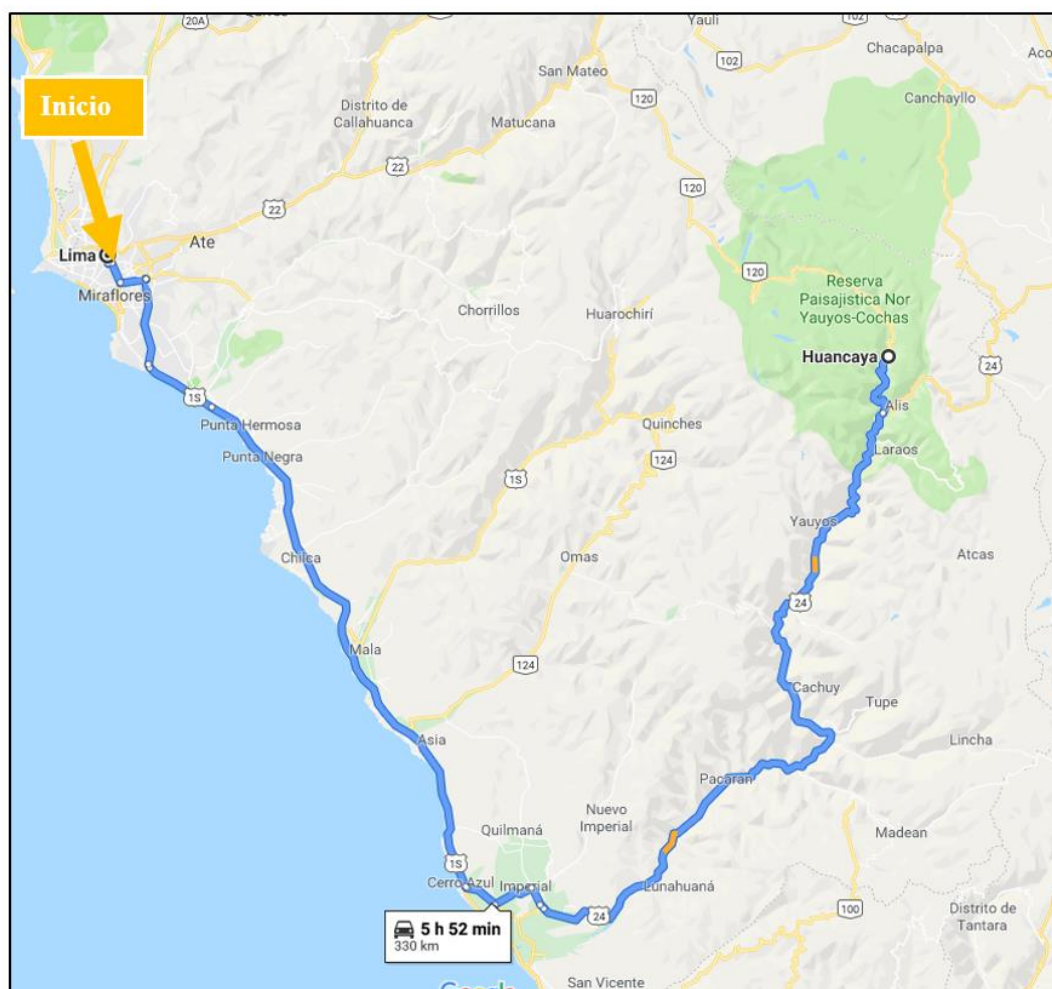 20A
Yauli
102
102
Chacapalpa
San Mateo
102
Aco
Inicio
Distrito de
Callahuanca
120
Canchayllo
Matucana
22
120
22
Ate
Lima
120
Miraflores
Reserva
Paisajistica Nor
Yauyos-Cochas
Chorrillos
Huarochirí
Huancaya
24
1S
Alis
Punta Hermosa
Quinches
Laraos
Punta Negra
124
1S
Yauyos
Chilca
Omas
Atcas
24
Mala
124
Cachuy
Tupe
Asia
Lincha
Pacaran
Nuevo
Imperial
Quilmaná
Madean
1S
Cerro Azul
Imperial
Lunahuaná
100
24
Distrito de
Tantara
5 h 52 min
330 km
San Vicente
Google